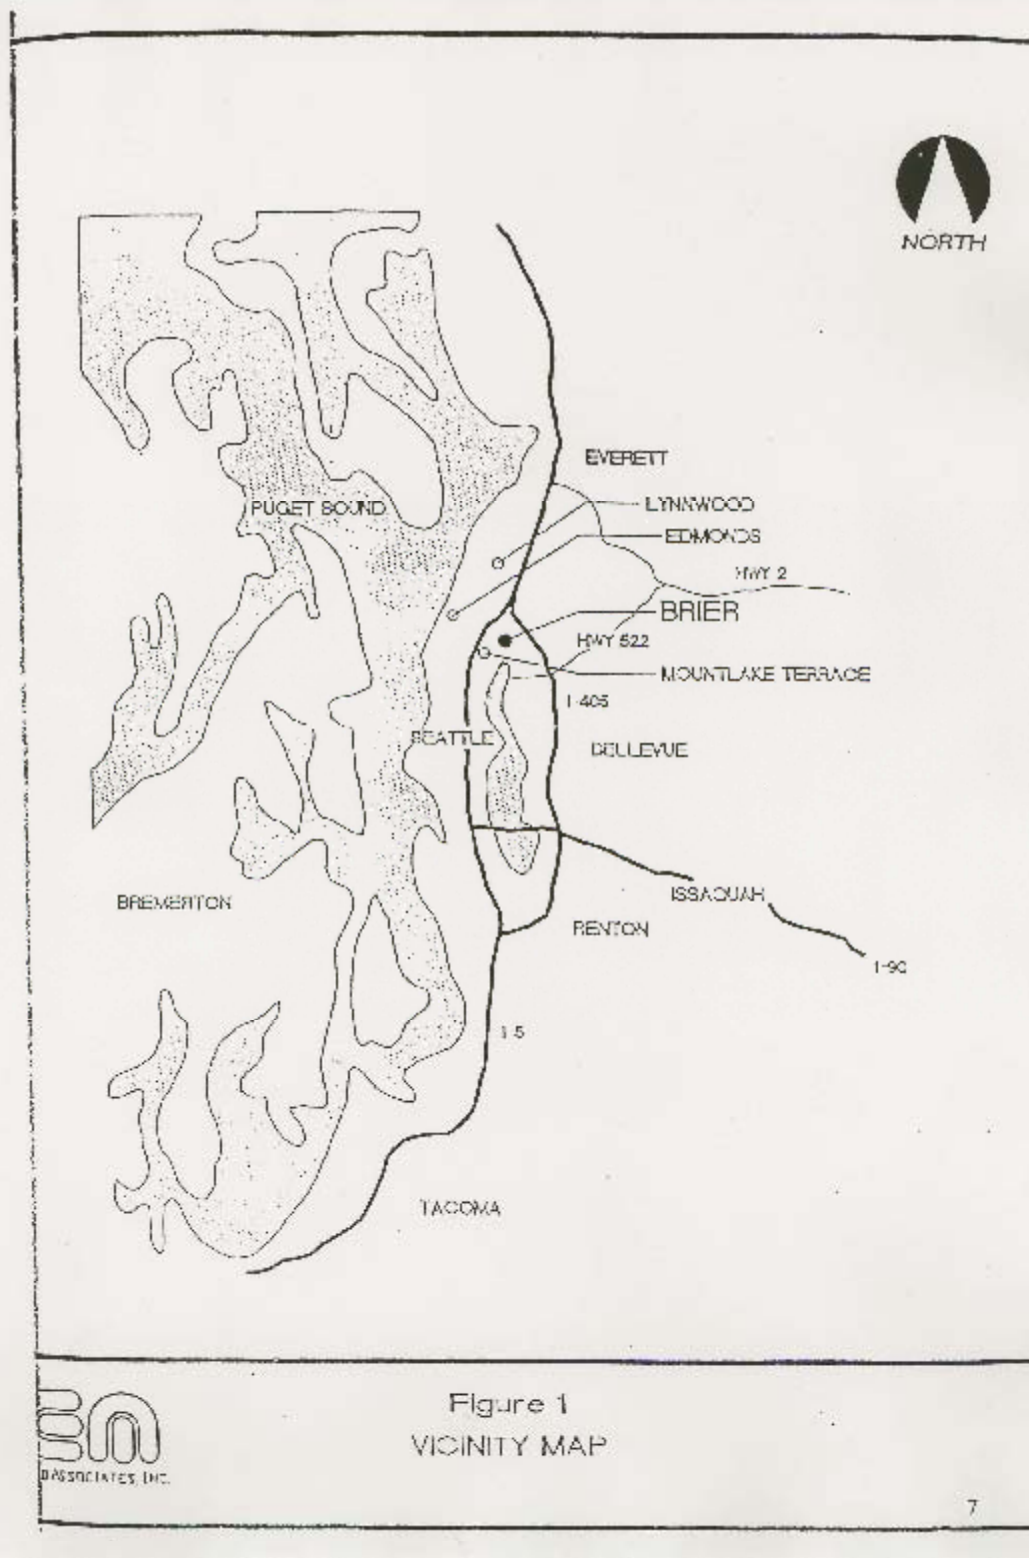 NORTH
EVERETT
LYNNWOOD
PUGET SOUND
EDMONDS
HWY 2
BRIER
HWY 522
MOUNTLAKE TERRACE
I-405
SEATTLE
BELLEVUE
ISSAQUAH
BREMERTON
RENTON
I-90
I-5
TACOMA
Figure 1
VICINITY MAP
ASSOCIATES, INC.
7